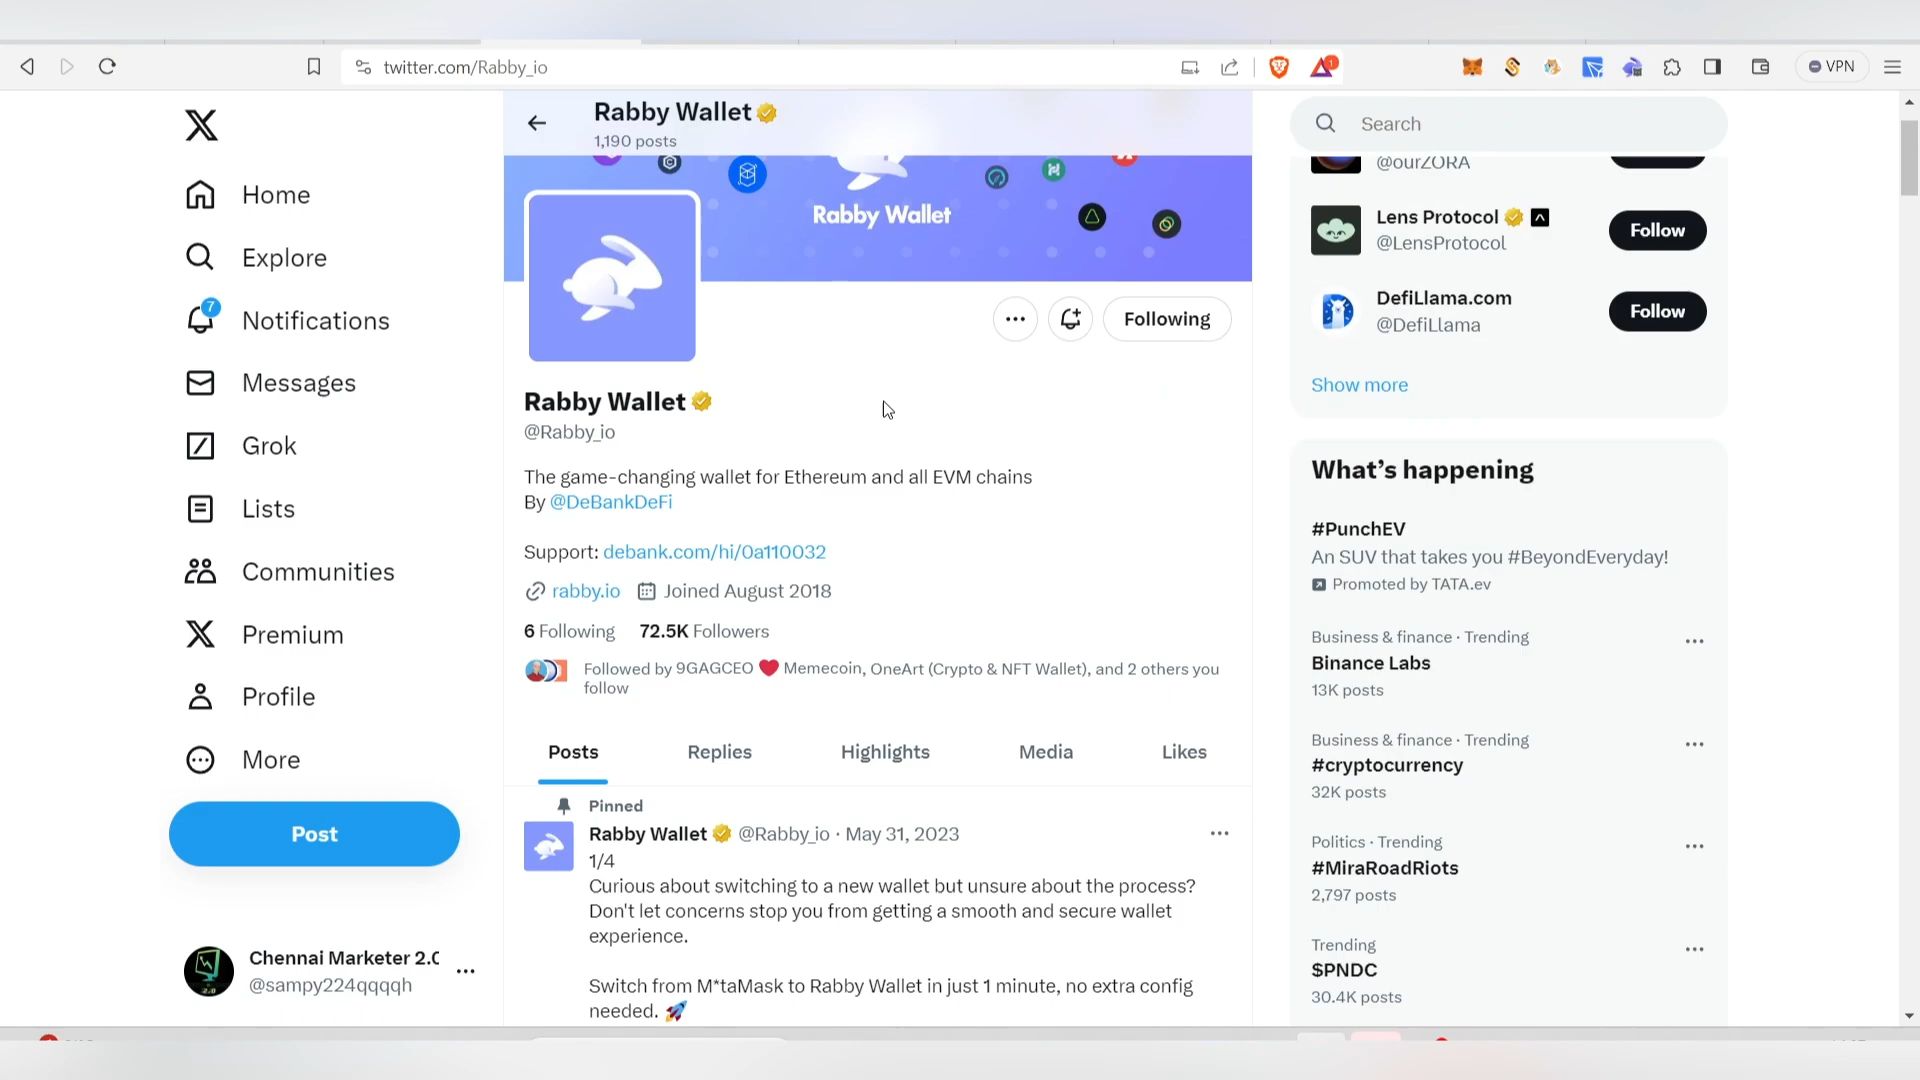 twitter.com/Rabby_io
1
VPN
Home
Explore
7
Notifications
Messages
Grok
Lists
Communities
Premium
Profile
More
Post
Chennai Marketer 2.0
@sampy224qqqqh
Rabby Wallet
1,190 posts
Rabby Wallet
Following
Rabby Wallet
@Rabby_io
The game-changing wallet for Ethereum and all EVM chains
By @DeBankDeFi
Support: debank.com/hi/0a110032
rabby.io Joined August 2018
6 Following 72.5K Followers
Followed by 9GAGCEO ❤️ Memecoin, OneArt (Crypto & NFT Wallet), and 2 others you
follow
Posts Replies Highlights Media Likes
Pinned
Rabby Wallet @Rabby_io · May 31, 2023
1/4
Curious about switching to a new wallet but unsure about the process?
Don't let concerns stop you from getting a smooth and secure wallet
experience.
Switch from M*taMask to Rabby Wallet in just 1 minute, no extra config
needed. 🚀
Search
@ourZORA
Lens Protocol
@LensProtocol
Follow
DefiLlama.com
@DefiLlama
Follow
Show more
What's happening
#PunchEV
An SUV that takes you #BeyondEveryday!
Promoted by TATA.ev
Business & finance · Trending
Binance Labs
13K posts
Business & finance · Trending
#cryptocurrency
32K posts
Politics · Trending
#MiraRoadRiots
2,797 posts
Trending
$PNDC
30.4K posts